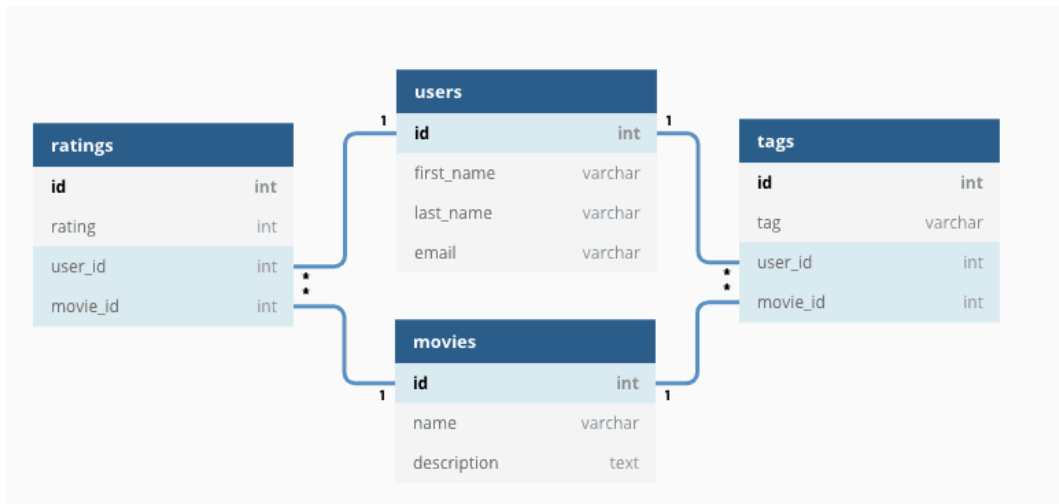 ratings
id int
rating int
user_id int
movie_id int
users
1 id int 1
first_name varchar
last_name varchar
email varchar
*
*
movies
id int
1 1
name varchar
description text
tags
id int
tag varchar
user_id int
*
*
movie_id int